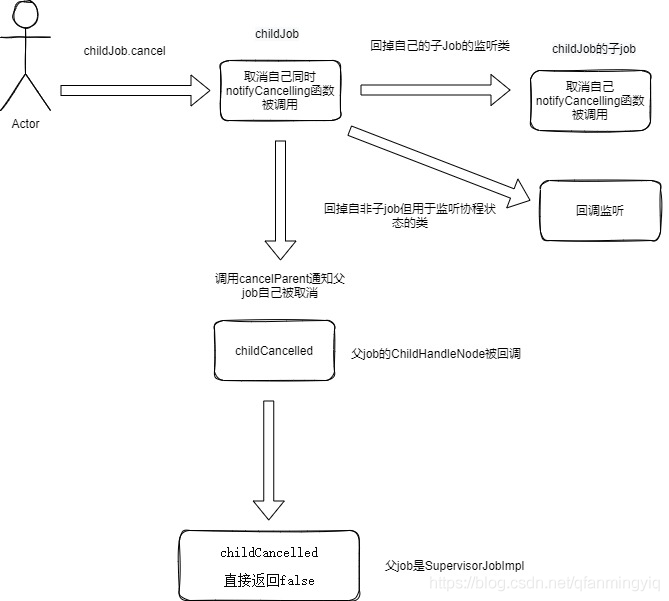 childJob.cancel
Actor
childJob
取消自己同时
notifyCancelling函数
被调用
回掉自己的子Job的监听类
childJob的子job
取消自己
notifyCancelling函数
被调用
回掉自非子job但用于监听协程状
态的类
回调监听
调用cancelParent通知父
job自己被取消
childCancelled
父job的ChildHandleNode被回调
childCancelled
直接返回false
父job是SupervisorJobImpl
https://blog.csdn.net/qfanmingyiq